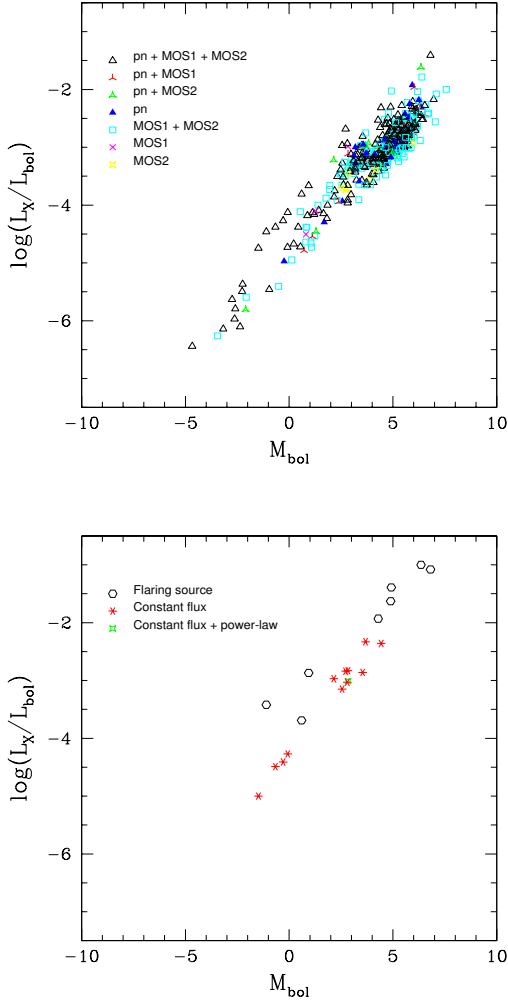 pn + MOS1 + MOS2
pn + MOS1
pn + MOS2
pn
MOS1 + MOS2
MOS1
MOS2
log(L_X/L_bol)
−2
−4
−6
−10
−5
0
5
10
M_bol
Flaring source
Constant flux
Constant flux + power-law
log(L_X/L_bol)
−2
−4
−6
−10
−5
0
5
10
M_bol